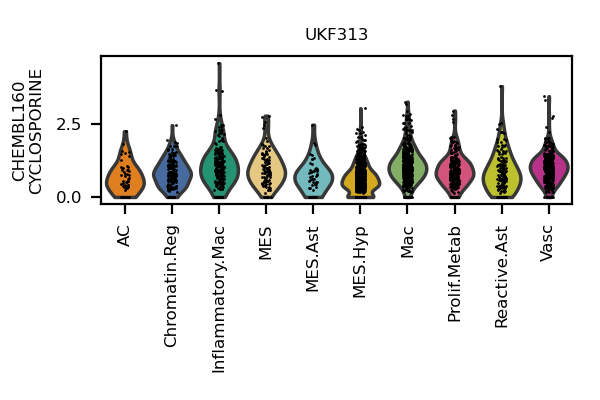 UKF313
CHEMBL160
CYCLOSPORINE
2.5
0.0
AC
Chromatin.Reg
Inflammatory.Mac
MES
MES.Ast
MES.Hyp
Mac
Prolif.Metab
Reactive.Ast
Vasc